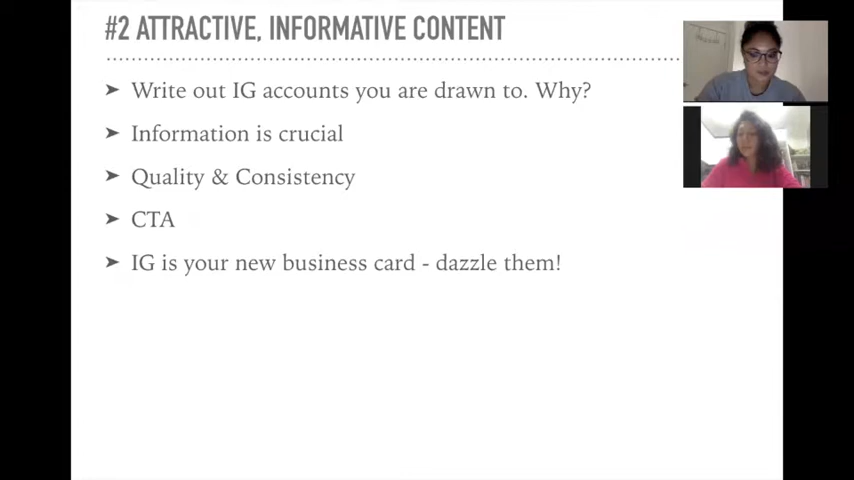 #2 ATTRACTIVE, INFORMATIVE CONTENT
➤ Write out IG accounts you are drawn to. Why?
➤ Information is crucial
➤ Quality & Consistency
➤ CTA
➤ IG is your new business card - dazzle them!